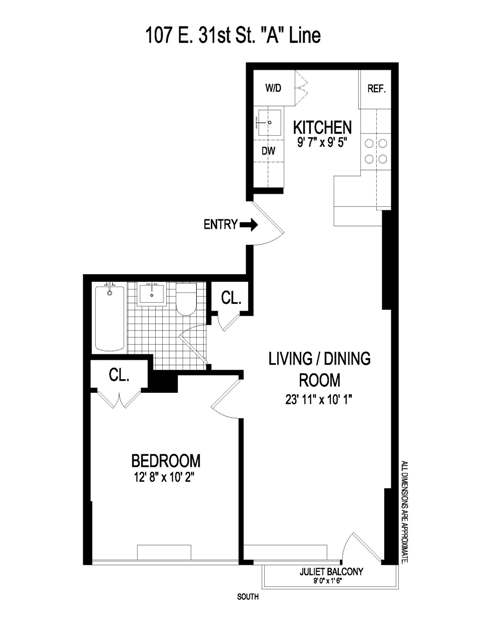 107 E. 31st St. "A" Line
W/D
REF.
KITCHEN
9' 7" x 9' 5"
DW
ENTRY
CL.
LIVING / DINING
ROOM
23' 11" x 10' 1"
CL.
BEDROOM
12' 8" x 10' 2"
ALL DIMENSIONS ARE APPROXIMATE
JULIET BALCONY
9'0" x 1' 6"
SOUTH